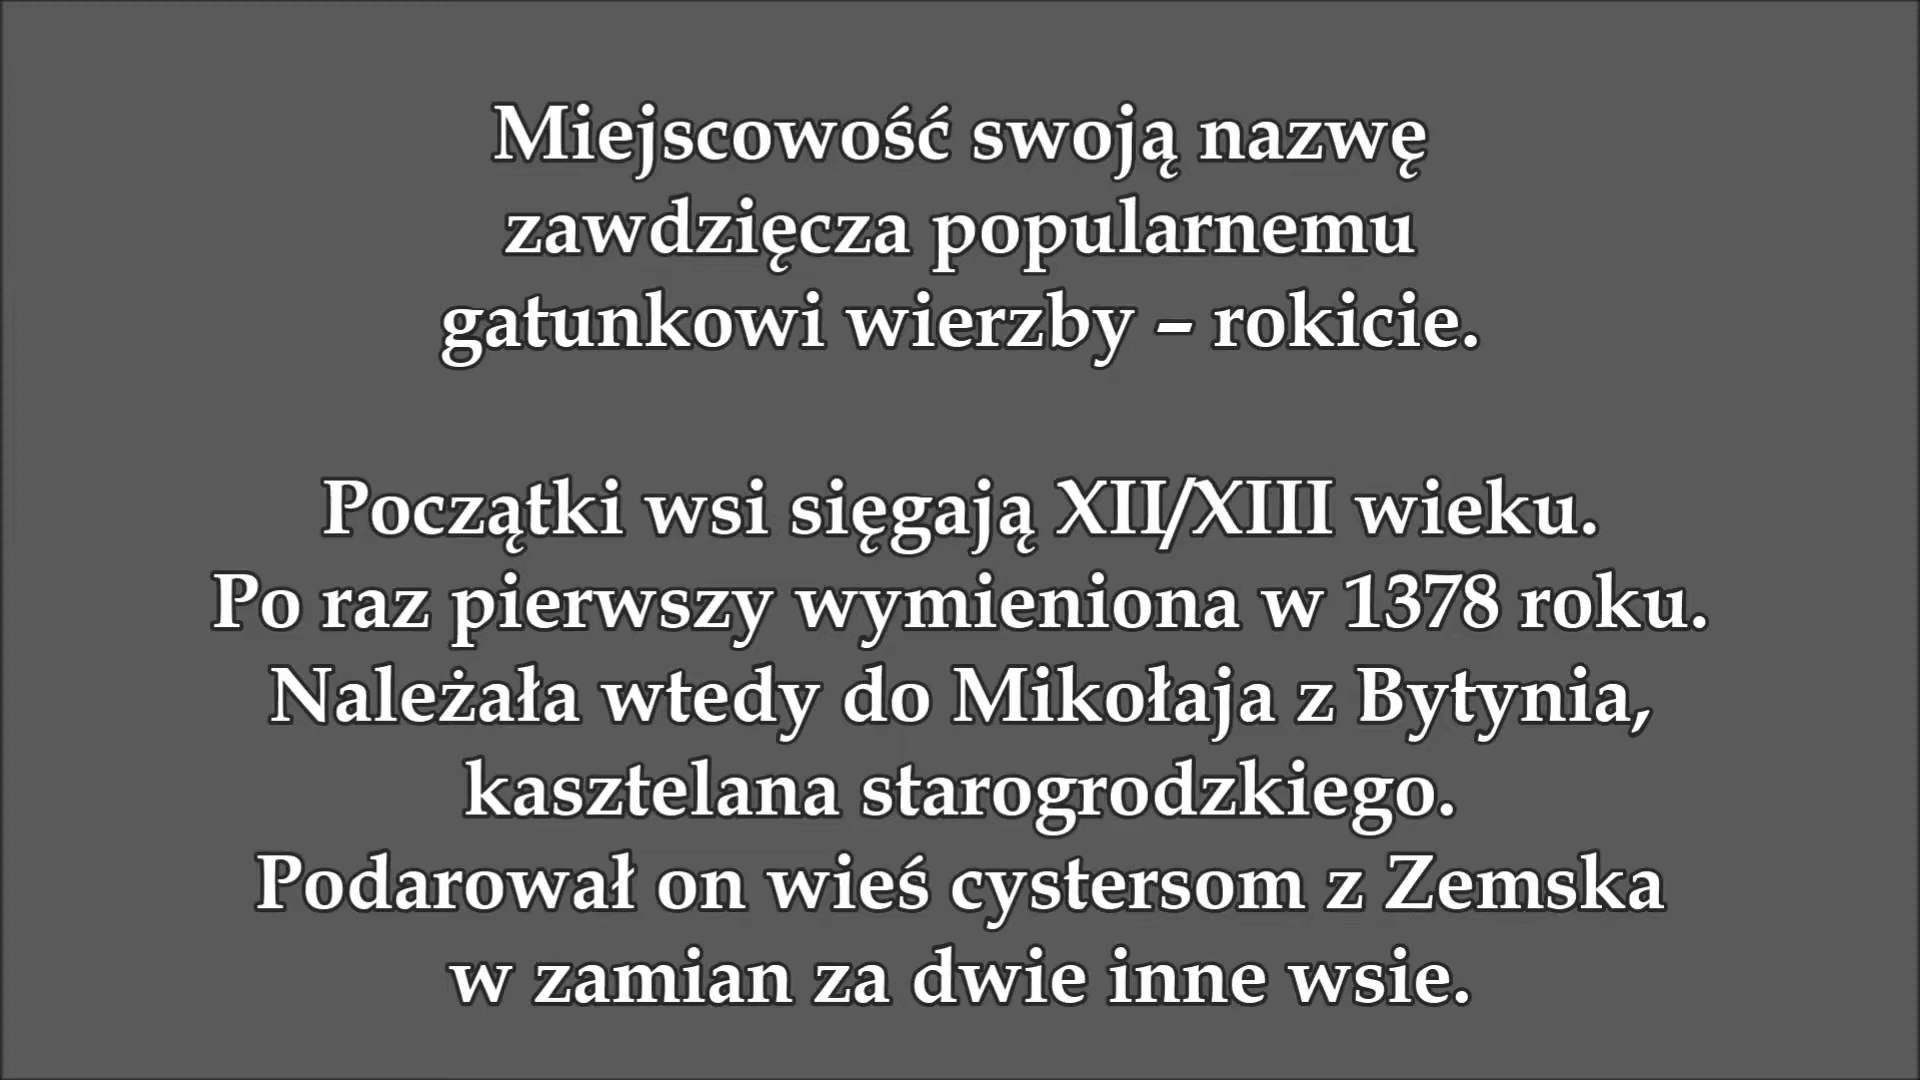 Miejscowość swoją nazwę
zawdzięcza popularnemu
gatunkowi wierzby – rokicie.
Początki wsi sięgają XII/XIII wieku.
Po raz pierwszy wymieniona w 1378 roku.
Należała wtedy do Mikołaja z Bytynia,
kasztelana starogrodzkiego.
Podarował on wieś cystersom z Zemska
w zamian za dwie inne wsie.